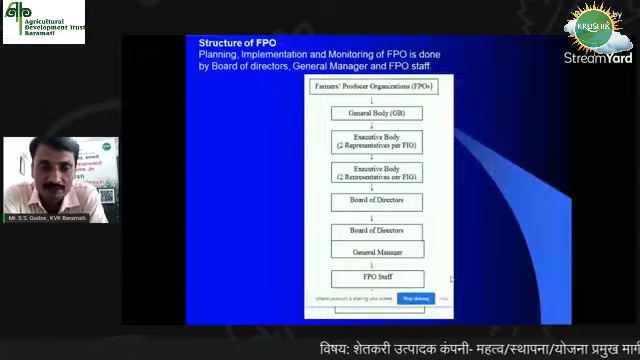 Agricultural
Development Trust
Baramati
KRUSHIK
StreamYard
Structure of FPO
Planning, Implementation and Monitoring of FPO is done
by Board of directors, General Manager and FPO staff.
Farmers' Producer Organizations (FPOs)
General Body (GB)
Executive Body
(2 Representatives per FIG)
Executive Body
(2 Representatives per FIG)
Board of Directors
Board of Directors
General Manager
FPO Staff
Stop sharing
Mr. S.S. Godse , KVK Baramati
विषय: शेतकरी उत्पादक कंपनी- महत्व/स्थापना/योजना प्रमुख मार्ग